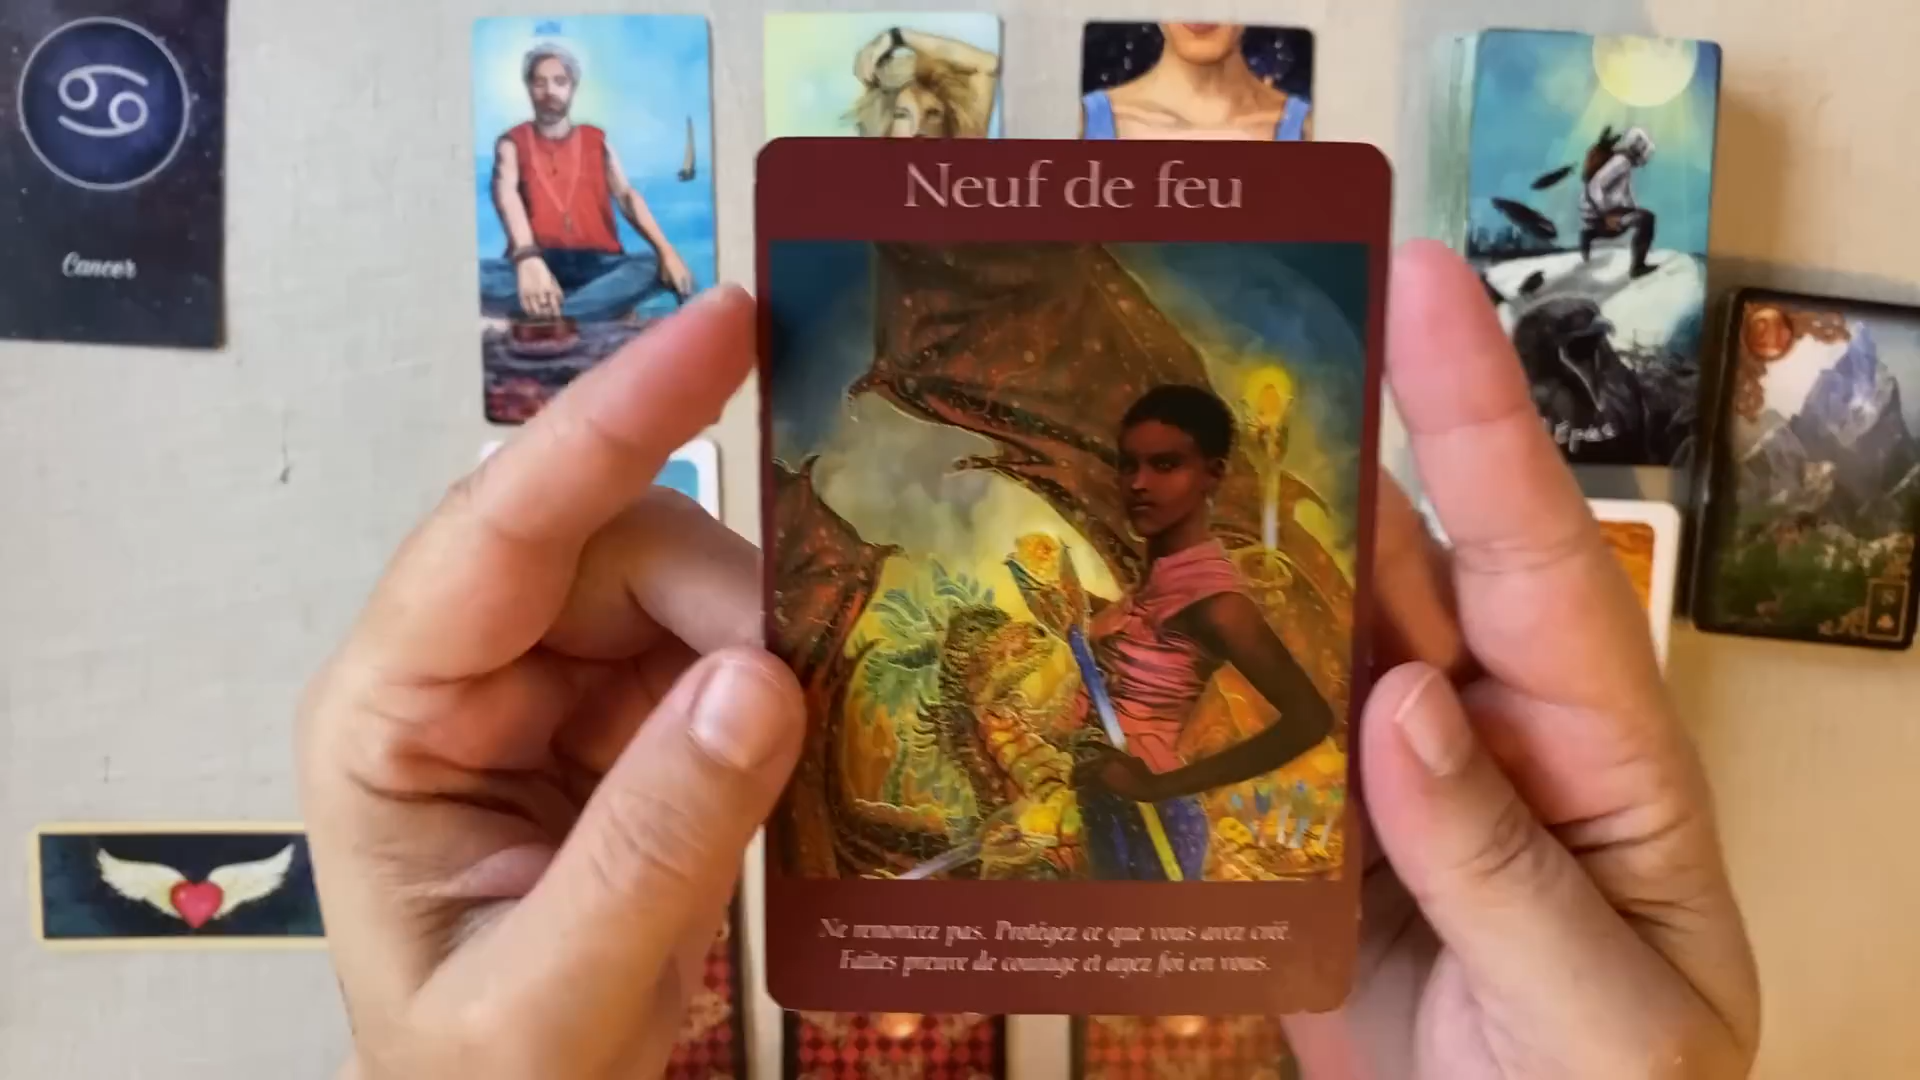 Neuf de feu
Cancer
Épées
Ne renoncez pas. Protégez ce que vous avez créé.
Faites preuve de courage et ayez foi en vous.